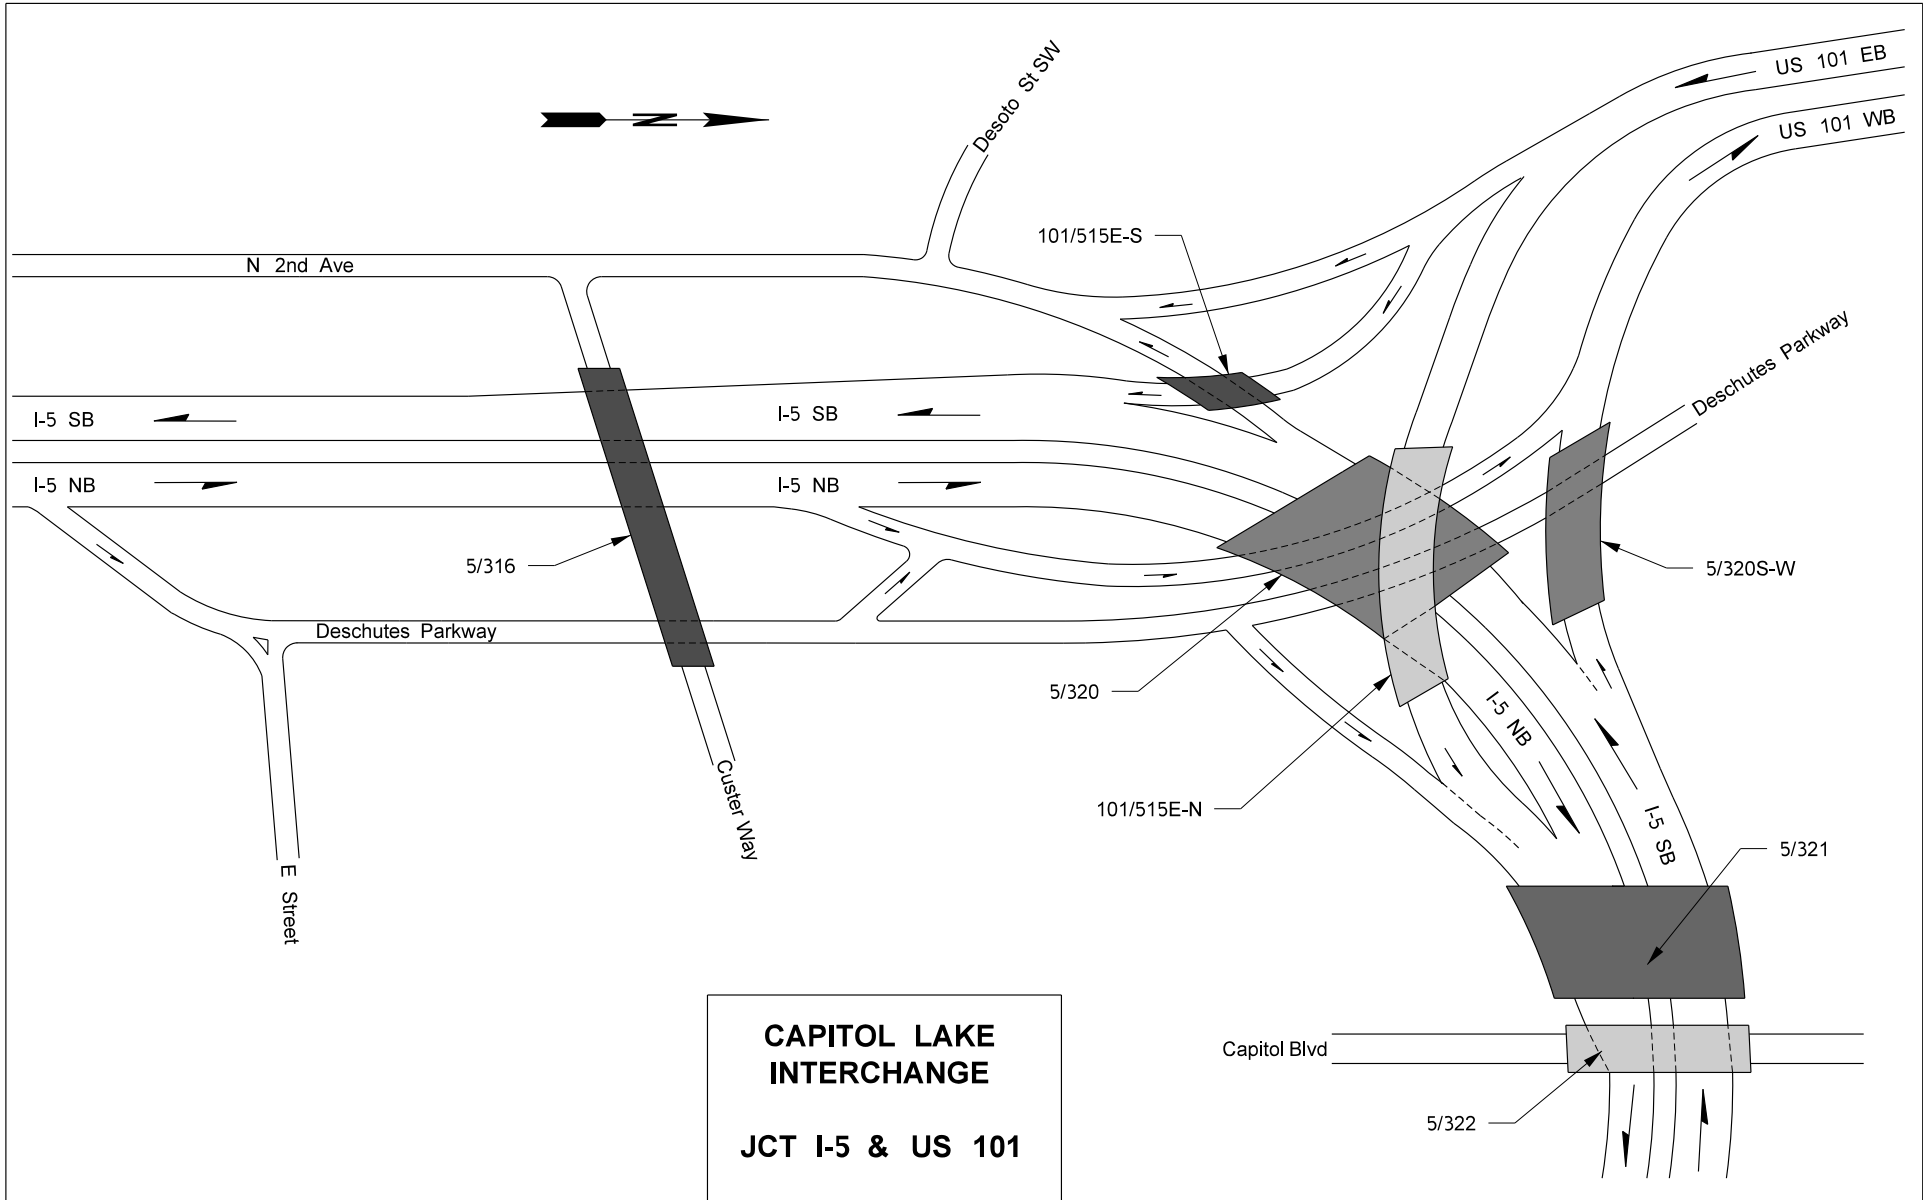 US 101 EB
US 101 WB
Desoto St SW
N
101/515E-S
N 2nd Ave
Deschutes Parkway
I-5 SB
I-5 SB
I-5 NB
I-5 NB
5/316
5/320S-W
Deschutes Parkway
5/320
I-5 NB
101/515E-N
Custer Way
I-5 SB
5/321
E Street
CAPITOL LAKE
INTERCHANGE
JCT I-5 & US 101
Capitol Blvd
5/322